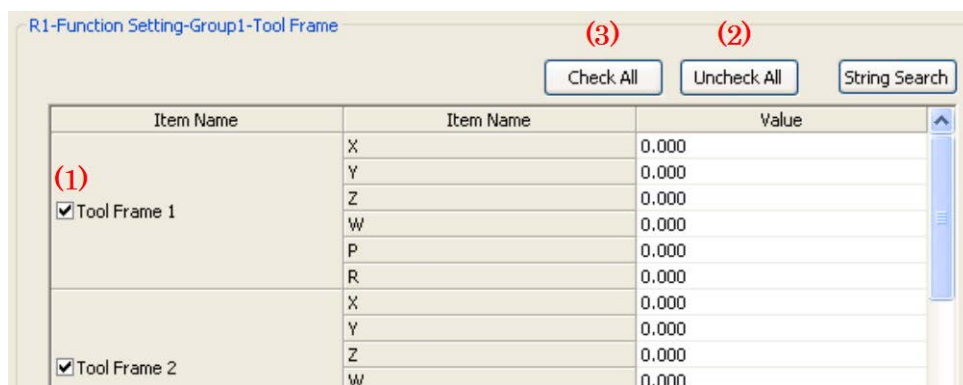 R1-Function Setting-Group1-Tool Frame
(3) (2)
Check All Uncheck All String Search
Item Name Item Name Value
X 0.000
Y 0.000
(1)
Z 0.000
Tool Frame 1
W 0.000
P 0.000
R 0.000
X 0.000
Y 0.000
Z 0.000
Tool Frame 2
W 0.000